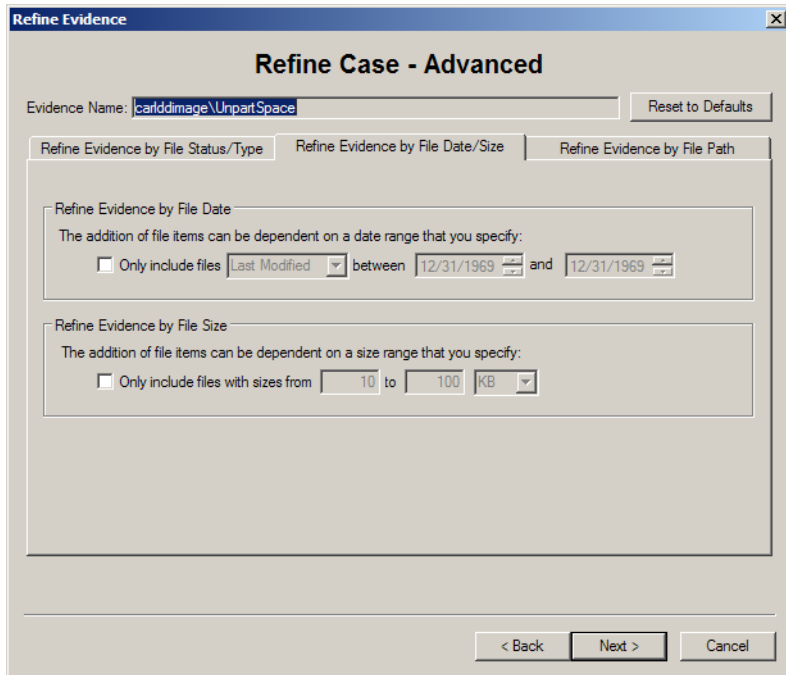 Refine Evidence
Refine Case - Advanced
Evidence Name: carlddimage\UnpartSpace Reset to Defaults
Refine Evidence by File Status/Type Refine Evidence by File Date/Size Refine Evidence by File Path
Refine Evidence by File Date
The addition of file items can be dependent on a date range that you specify:
Only include files Last Modified between 12/31/1969 and 12/31/1969
Refine Evidence by File Size
The addition of file items can be dependent on a size range that you specify:
Only include files with sizes from 10 to 100 KB
< Back Next > Cancel